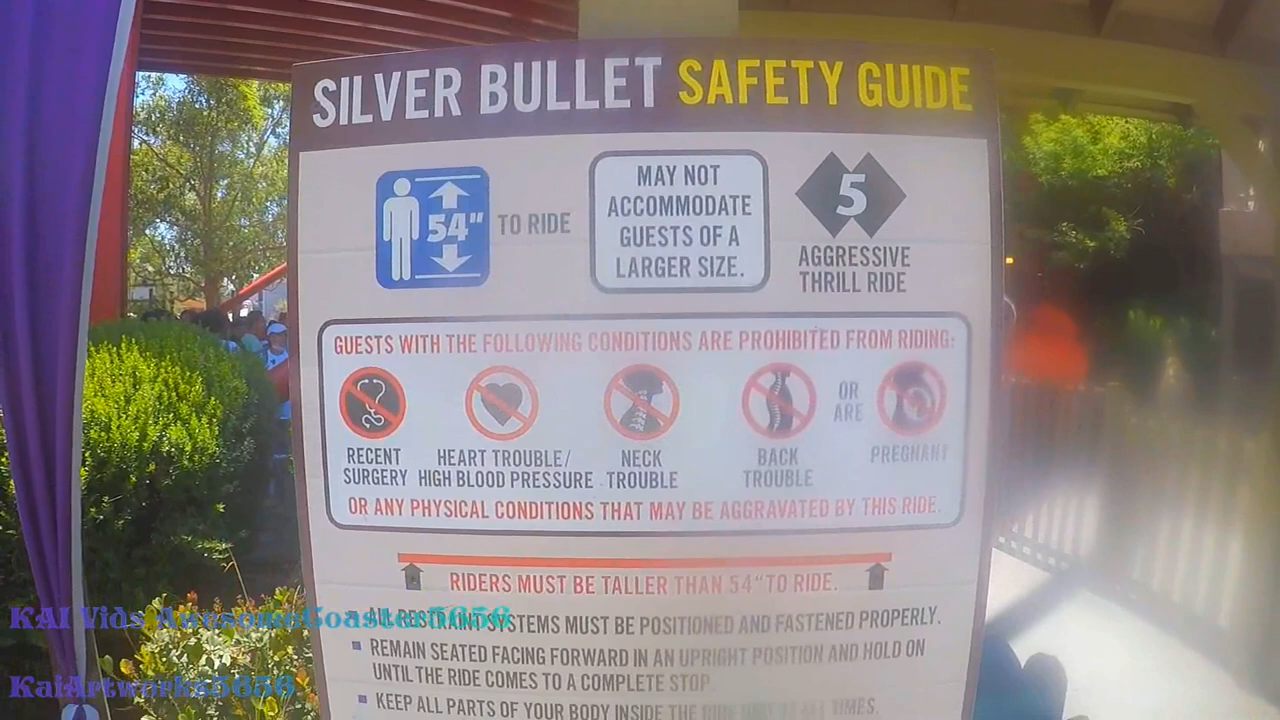 SILVER BULLET SAFETY GUIDE
54" TO RIDE
MAY NOT
ACCOMMODATE
GUESTS OF A
LARGER SIZE.
5
AGGRESSIVE
THRILL RIDE
GUESTS WITH THE FOLLOWING CONDITIONS ARE PROHIBITED FROM RIDING:
RECENT
SURGERY
HEART TROUBLE/
HIGH BLOOD PRESSURE
NECK
TROUBLE
BACK
TROUBLE
OR
ARE
PREGNANT
OR ANY PHYSICAL CONDITIONS THAT MAY BE AGGRAVATED BY THIS RIDE.
RIDERS MUST BE TALLER THAN 54" TO RIDE.
ALL RESTRAINT SYSTEMS MUST BE POSITIONED AND FASTENED PROPERLY.
REMAIN SEATED FACING FORWARD IN AN UPRIGHT POSITION AND HOLD ON
UNTIL THE RIDE COMES TO A COMPLETE STOP
KEEP ALL PARTS OF YOUR BODY INSIDE THE RIDE UNIT AT ALL TIMES.
KAI Vids AwesomeCoaster5656
KaiArtworks5656